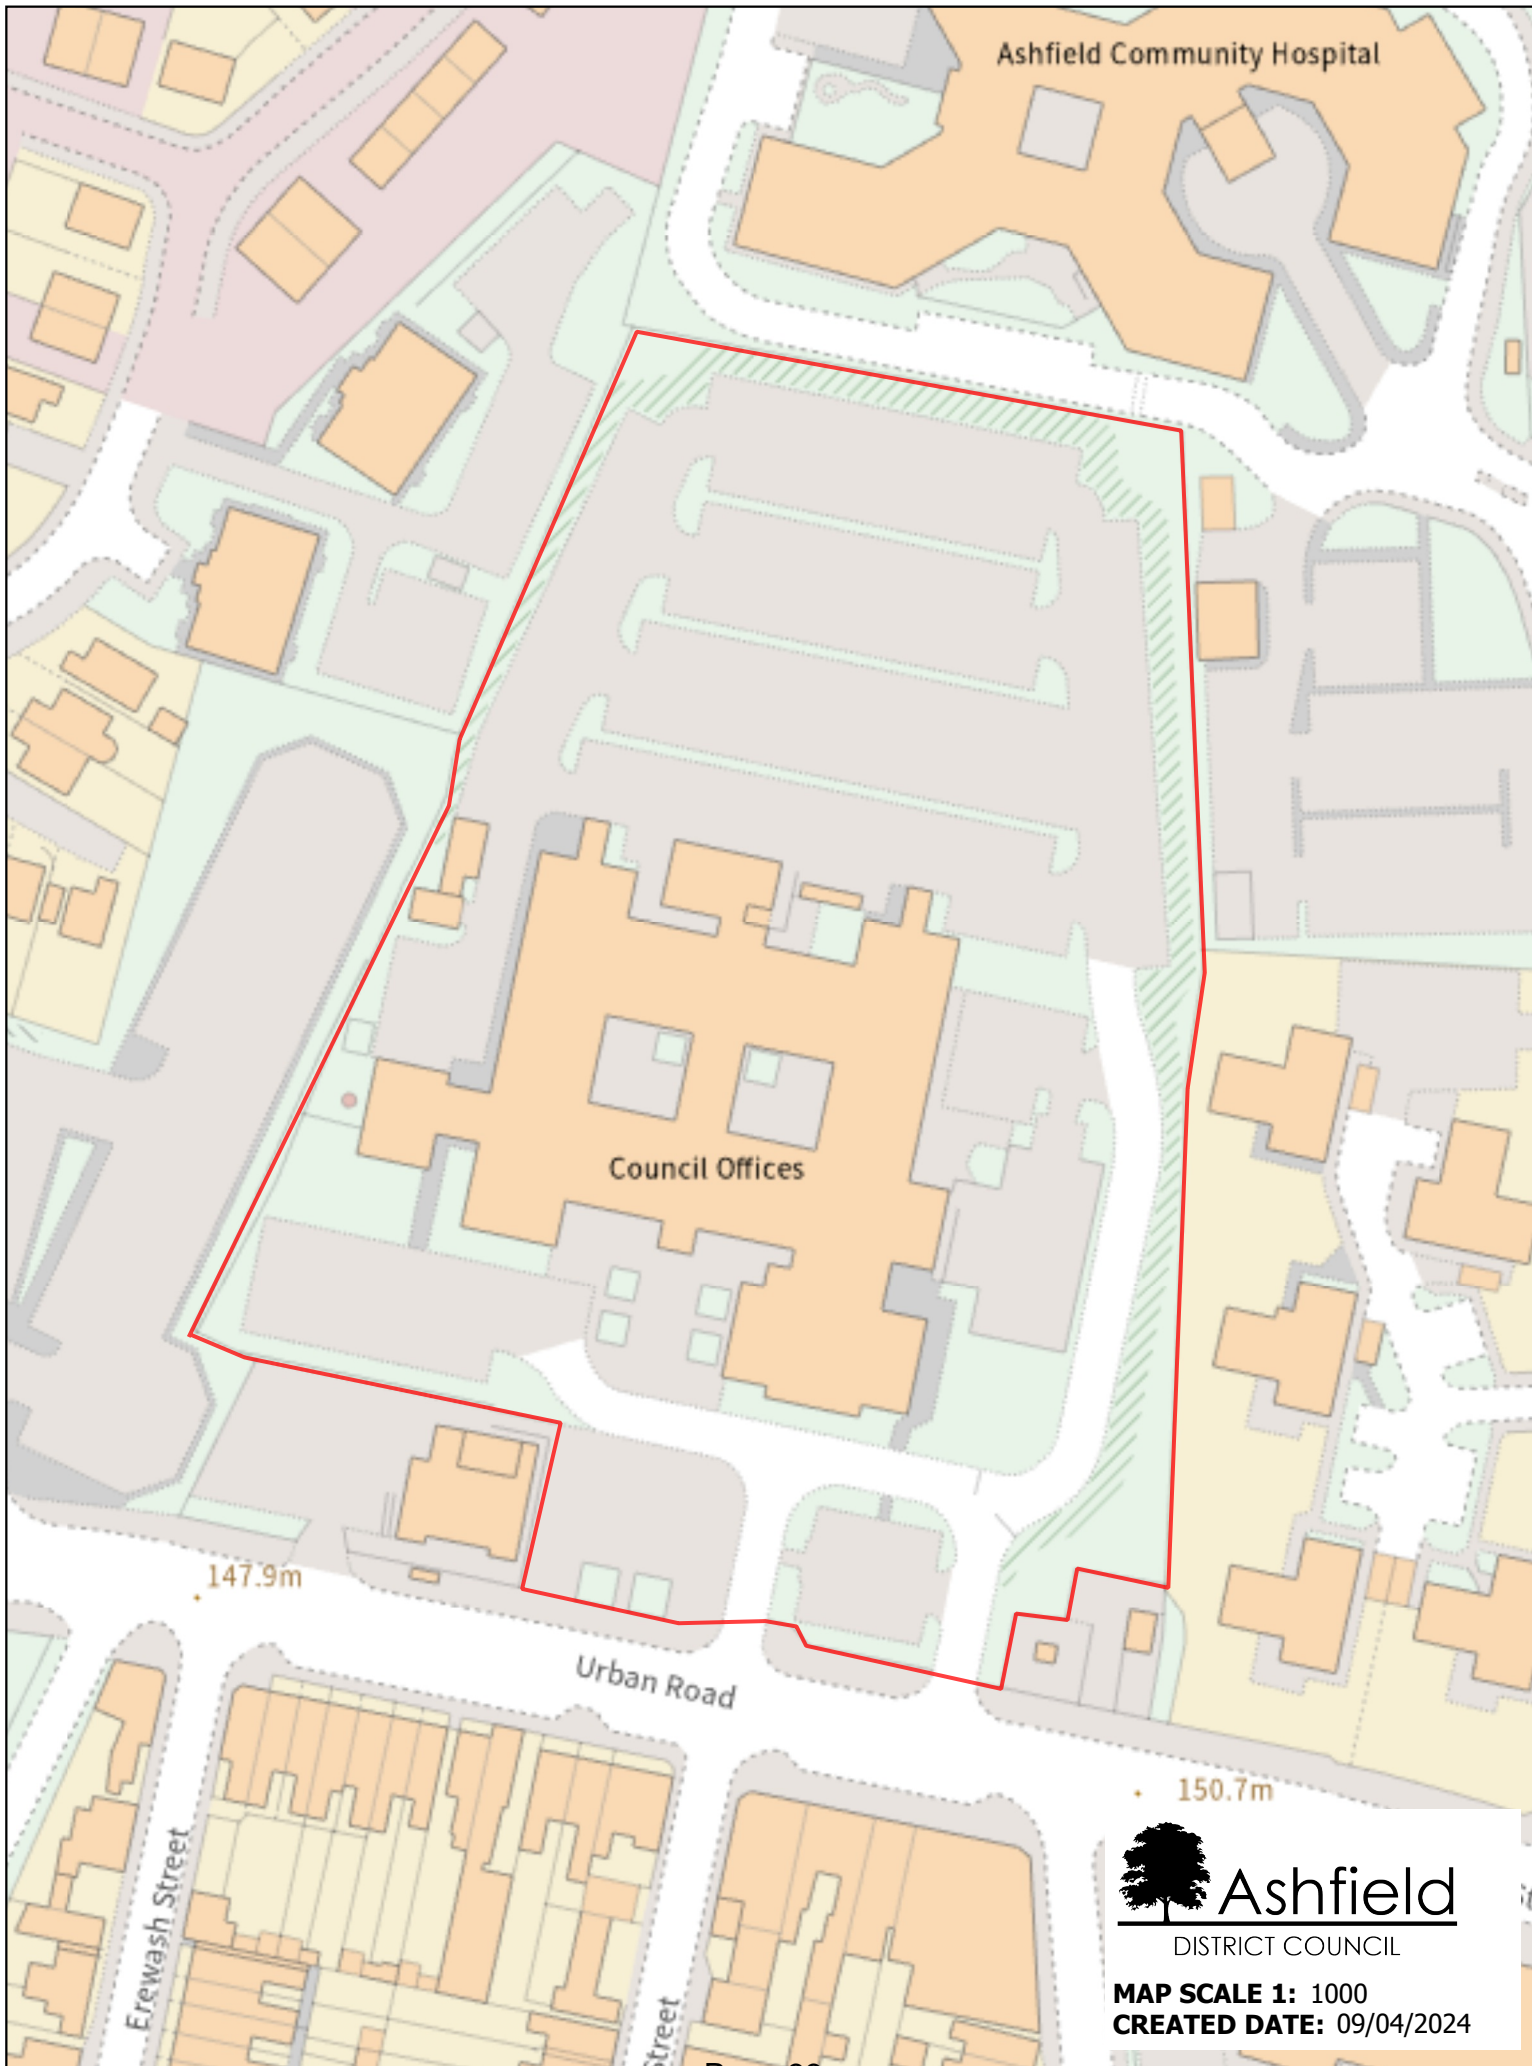 Ashfield Community Hospital
Council Offices
147.9m
Urban Road
150.7m
Erewash Street
Street
Ashfield
DISTRICT COUNCIL
MAP SCALE 1: 1000
CREATED DATE: 09/04/2024